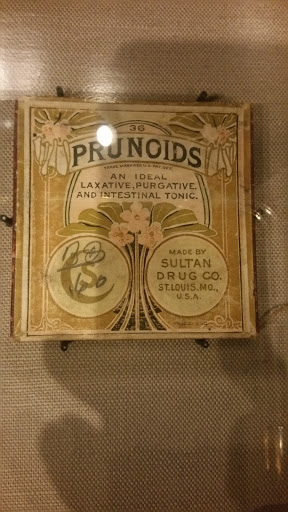 36
PRUNOIDS
AN IDEAL
LAXATIVE, PURGATIVE,
AND INTESTINAL TONIC.
MADE BY
SULTAN
DRUG CO.
ST. LOUIS, MO.,
U.S.A.